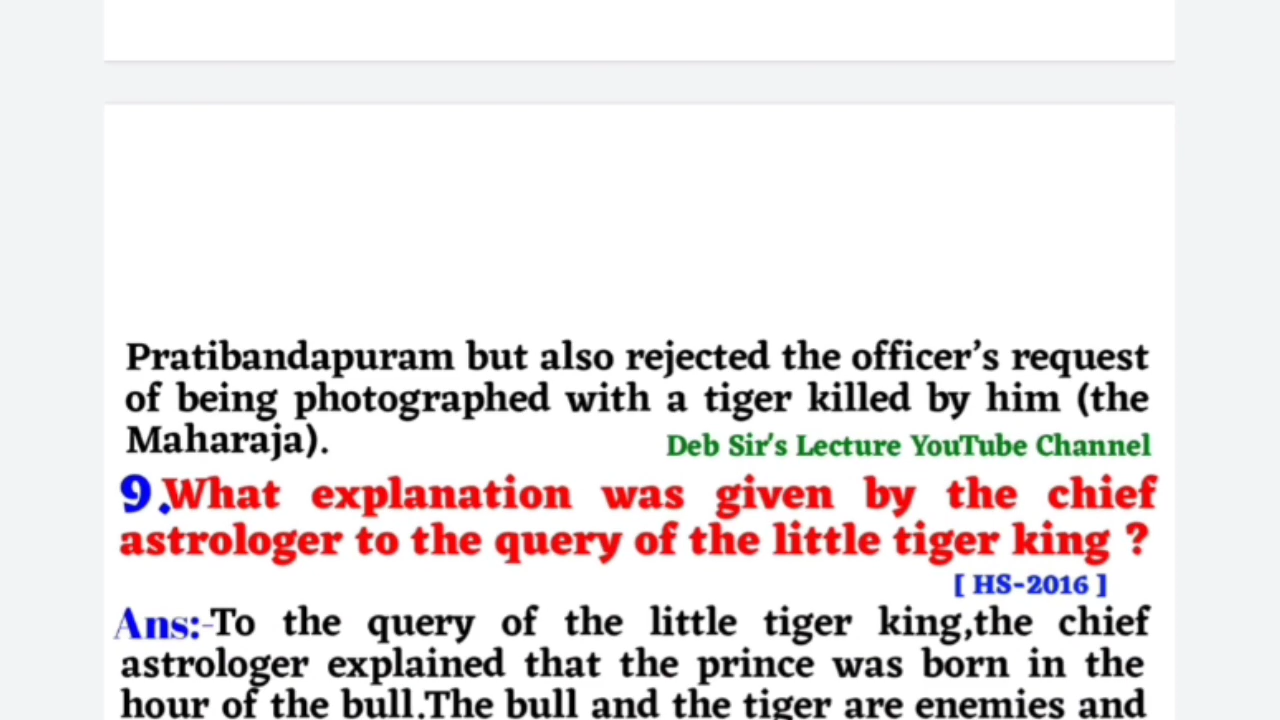 Pratibandapuram but also rejected the officer's request
of being photographed with a tiger killed by him (the
Maharaja).
Deb Sir's Lecture YouTube Channel
9.What explanation was given by the chief
astrologer to the query of the little tiger king ?
[ HS-2016 ]
Ans:-To the query of the little tiger king,the chief
astrologer explained that the prince was born in the
hour of the bull.The bull and the tiger are enemies and